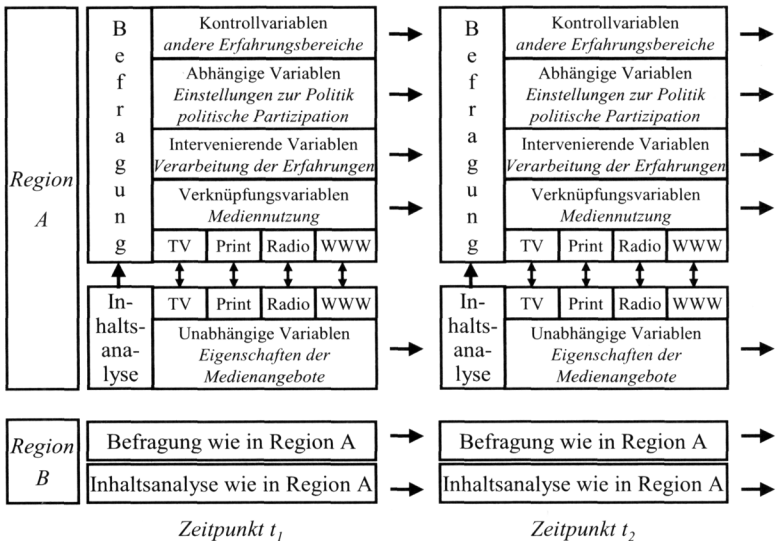 Region
A
Befragung
Kontrollvariablen
andere Erfahrungsbereiche
Abhängige Variablen
Einstellungen zur Politik
politische Partizipation
Intervenierende Variablen
Verarbeitung der Erfahrungen
Verknüpfungsvariablen
Mediennutzung
TV Print Radio WWW
In-
halts-
ana-
lyse
TV Print Radio WWW
Unabhängige Variablen
Eigenschaften der
Medienangebote
Befragung
Kontrollvariablen
andere Erfahrungsbereiche
Abhängige Variablen
Einstellungen zur Politik
politische Partizipation
Intervenierende Variablen
Verarbeitung der Erfahrungen
Verknüpfungsvariablen
Mediennutzung
TV Print Radio WWW
In-
halts-
ana-
lyse
TV Print Radio WWW
Unabhängige Variablen
Eigenschaften der
Medienangebote
Region
B
Befragung wie in Region A
Inhaltsanalyse wie in Region A
Befragung wie in Region A
Inhaltsanalyse wie in Region A
Zeitpunkt t1
Zeitpunkt t2